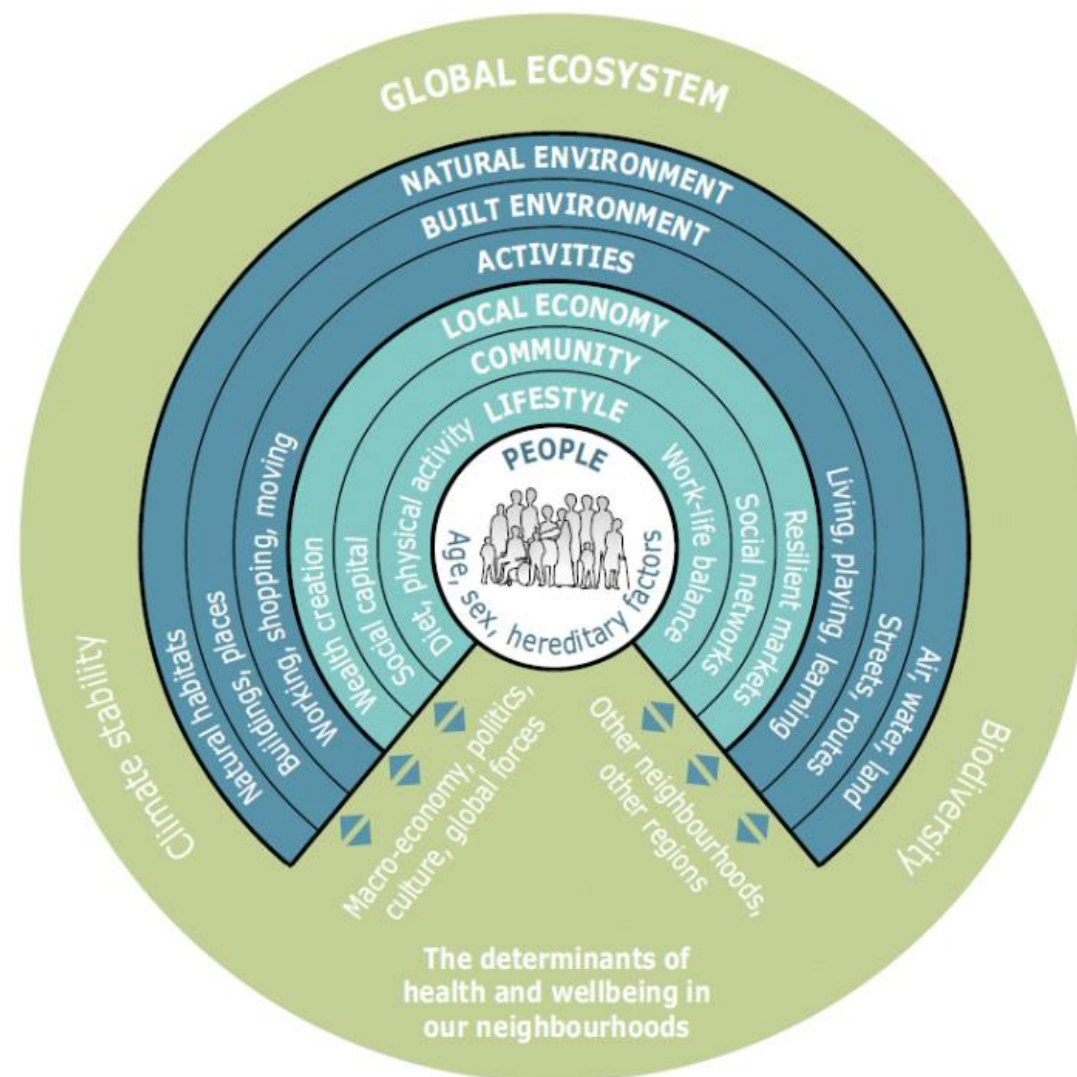 GLOBAL ECOSYSTEM
NATURAL ENVIRONMENT
BUILT ENVIRONMENT
ACTIVITIES
LOCAL ECONOMY
COMMUNITY
LIFESTYLE
PEOPLE
Age, sex, hereditary factors
Diet, physical activity
Work-life balance
Social capital
Social networks
Wealth creation
Resilient markets
Working, shopping, moving
Living, playing, learning
Buildings, places
Streets, routes
Natural habitats
Air, water, land
Climate stability
Biodiversity
Macro-economy, politics,
culture, global forces
Other neighbourhoods,
other regions
The determinants of
health and wellbeing in
our neighbourhoods